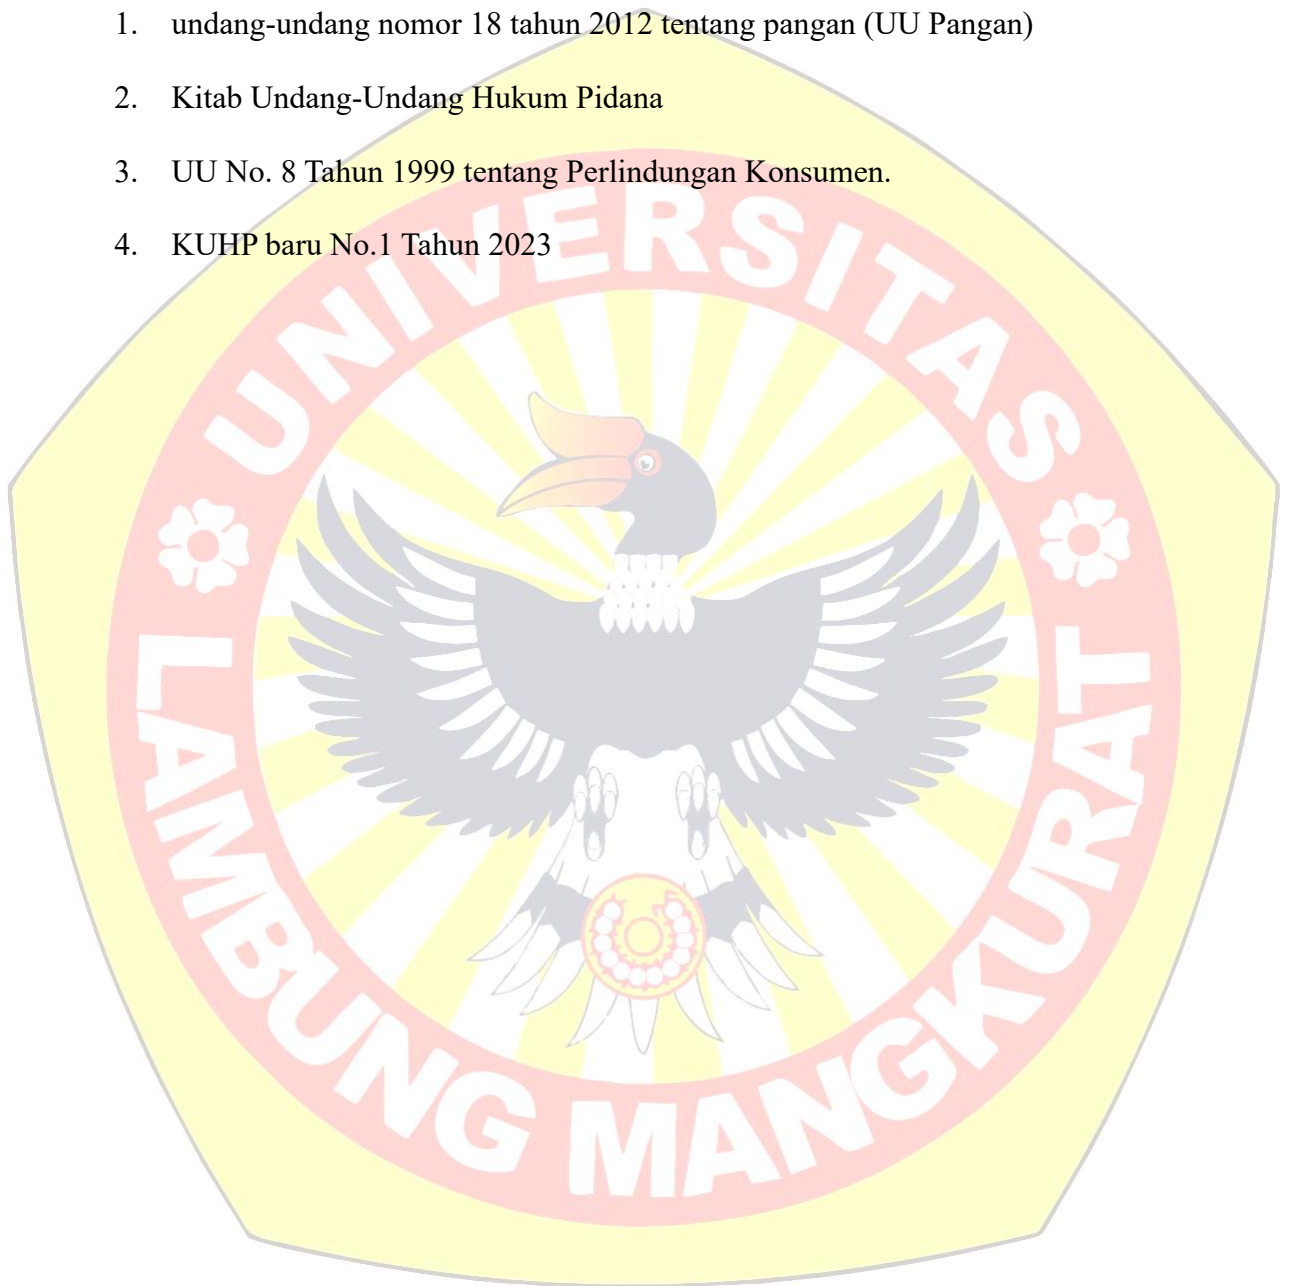 1. undang-undang nomor 18 tahun 2012 tentang pangan (UU Pangan)
2. Kitab Undang-Undang Hukum Pidana
3. UU No. 8 Tahun 1999 tentang Perlindungan Konsumen.
4. KUHP baru No.1 Tahun 2023
UNIVERSITAS
LAMBUNG MANGKURAT